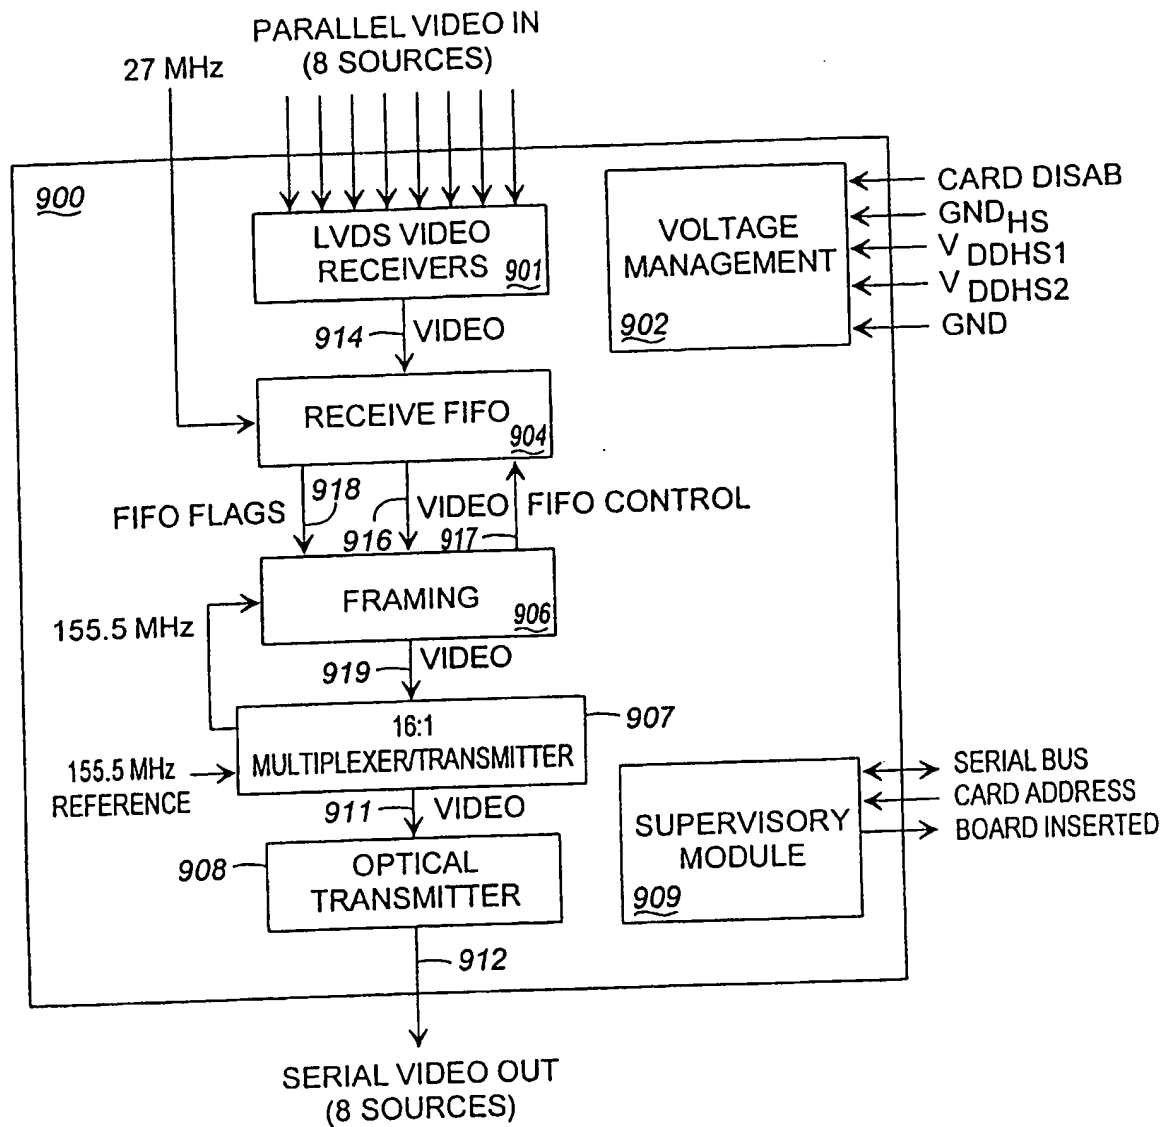 PARALLEL VIDEO IN
(8 SOURCES)
27 MHz
900
LVDS VIDEO
RECEIVERS 901
VOLTAGE
MANAGEMENT
902
CARD DISAB
GNDHS
V DDHS1
V DDHS2
GND
914
VIDEO
RECEIVE FIFO
904
FIFO FLAGS
918
916
VIDEO
917
FIFO CONTROL
FRAMING
906
155.5 MHz
919
VIDEO
16:1
MULTIPLEXER/TRANSMITTER
907
155.5 MHz
REFERENCE
911
VIDEO
908
OPTICAL
TRANSMITTER
SUPERVISORY
MODULE
909
SERIAL BUS
CARD ADDRESS
BOARD INSERTED
912
SERIAL VIDEO OUT
(8 SOURCES)